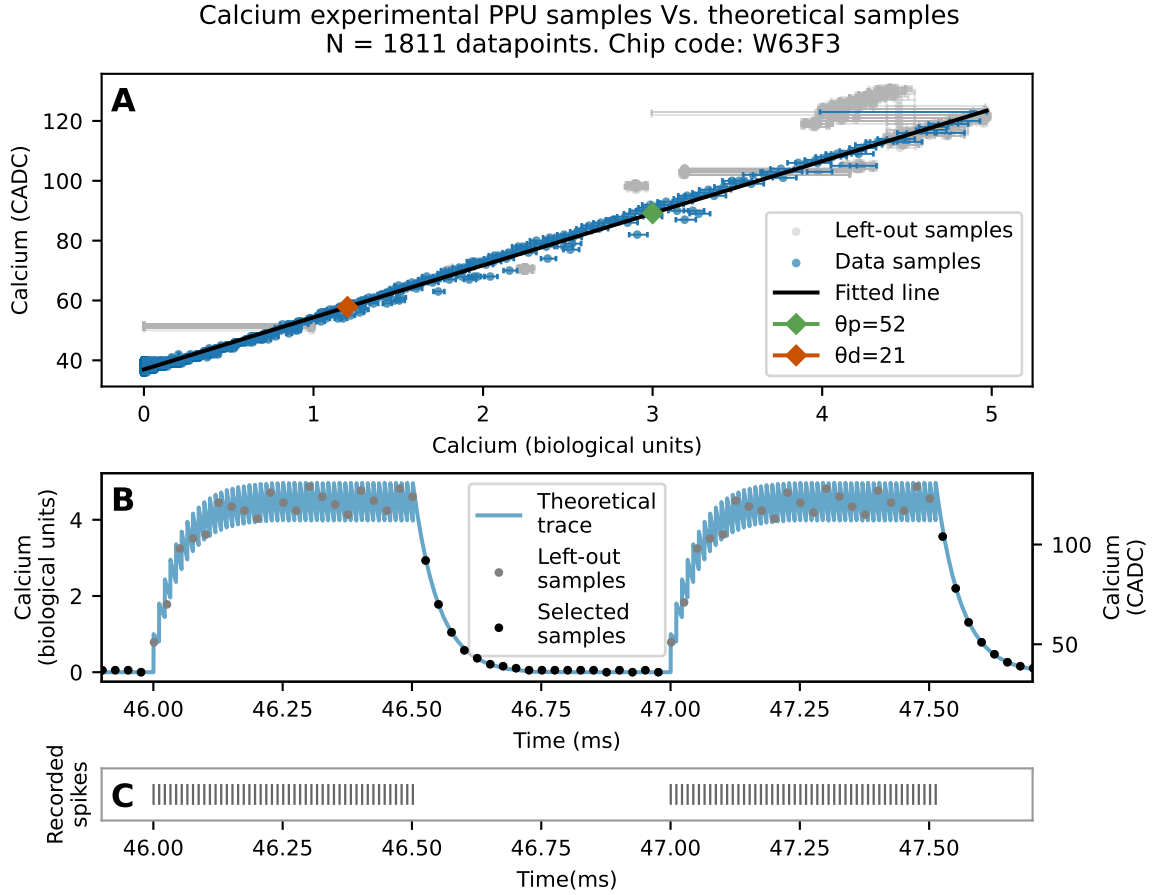 Calcium experimental PPU samples Vs. theoretical samples
N = 1811 datapoints. Chip code: W63F3
A
Calcium (CADC)
120
100
80
60
40
Left-out samples
Data samples
Fitted line
θp=52
θd=21
0 1 2 3 4 5
Calcium (biological units)
B
Calcium
(biological units)
4
2
0
Theoretical
trace
Left-out
samples
Selected
samples
100
50
Calcium
(CADC)
46.00 46.25 46.50 46.75 47.00 47.25 47.50
Time (ms)
C
Recorded
spikes
46.00 46.25 46.50 46.75 47.00 47.25 47.50
Time(ms)